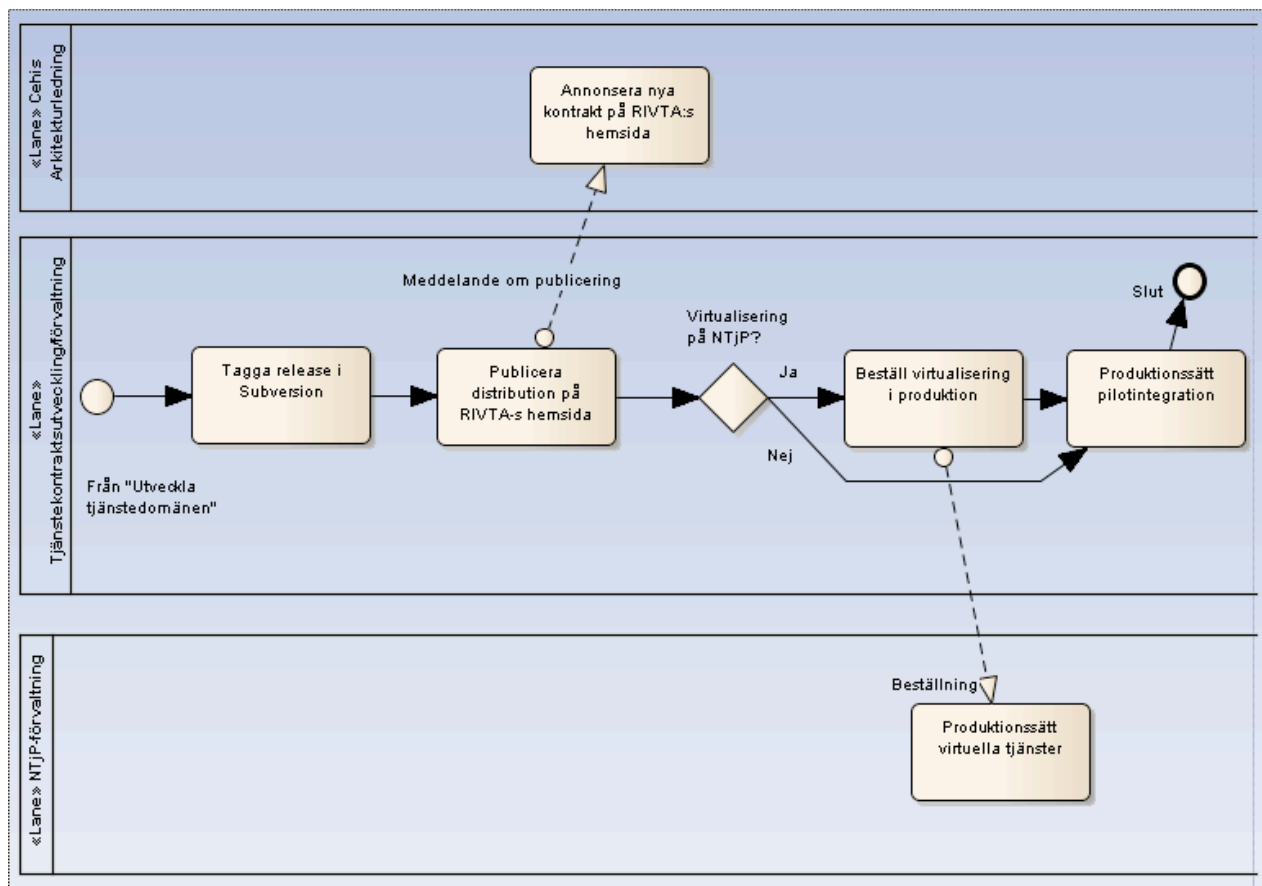 «Lane» Cehis
Arkitekturledning
Annonsera nya
kontrakt på RIVTA:s
hemsida
«Lane»
Tjänstekontraktsutveckling/förvaltning
Från "Utveckla
tjänstedomänen"
Tagga release i
Subversion
Meddelande om publicering
Publicera
distribution på
RIVTA-s hemsida
Virtualisering
på NTjP?
Ja
Nej
Beställ virtualisering
i produktion
Produktionssätt
pilotintegration
Slut
«Lane» NTjP-förvaltning
Beställning
Produktionssätt
virtuella tjänster